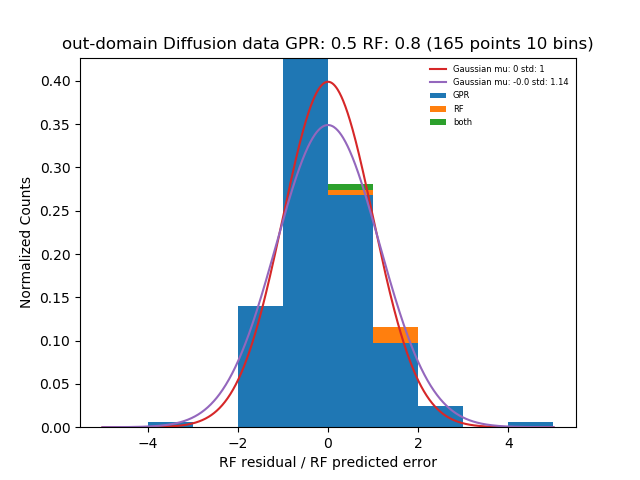 out-domain Diffusion data GPR: 0.5 RF: 0.8 (165 points 10 bins)
Gaussian mu: 0 std: 1
Gaussian mu: -0.0 std: 1.14
GPR
RF
both
Normalized Counts
0.40
0.35
0.30
0.25
0.20
0.15
0.10
0.05
0.00
−4 −2 0 2 4
RF residual / RF predicted error